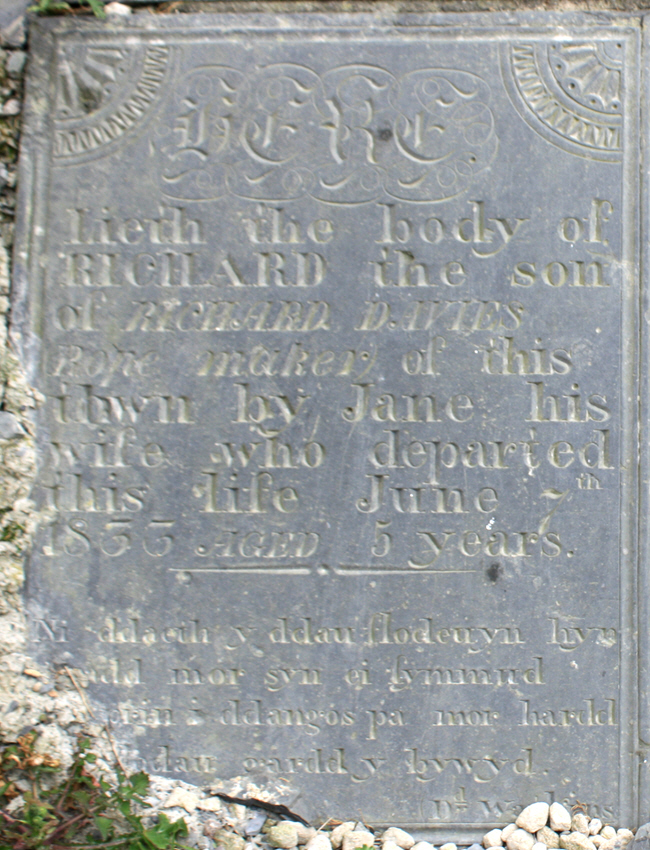 HERE
Lieth the body of
RICHARD the son
of RICHARD DAVIES
Rope maker, of this
town by Jane his
wife who departed
this life June 7th
1833 AGED 5 years.
Ni ddaeth y ddau flodeuyn hyn
mor syn ei symmud
i ddangos pa mor hardd
gardd y bywyd.
Dd. Watkins